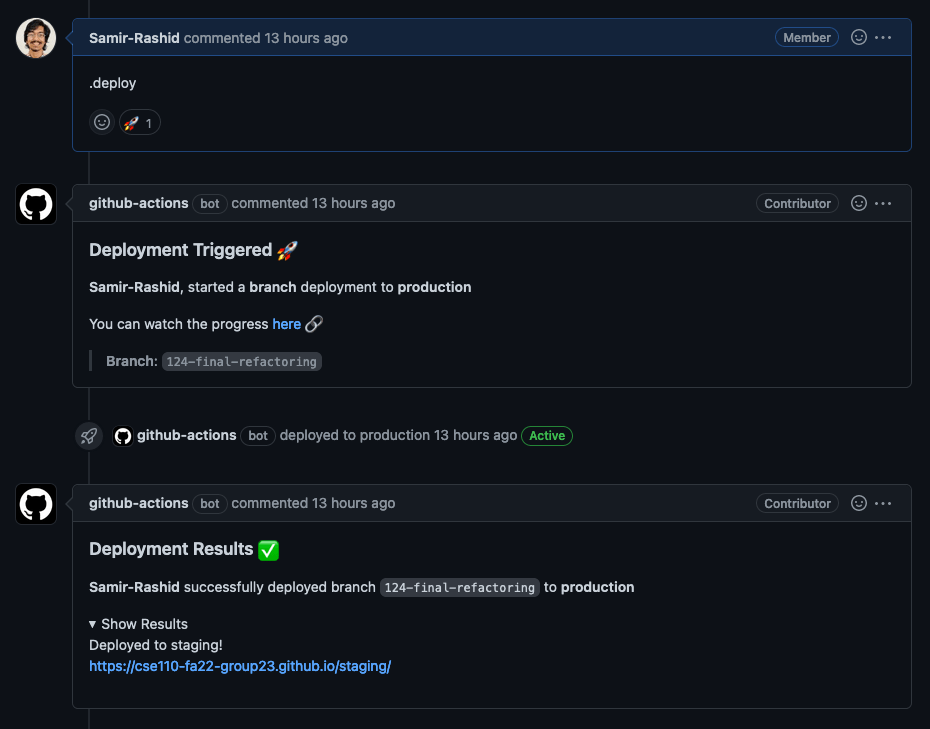 Samir-Rashid commented 13 hours ago Member
.deploy
1
github-actions bot commented 13 hours ago Contributor
Deployment Triggered 🚀
Samir-Rashid, started a branch deployment to production
You can watch the progress here 🔗
Branch: 124-final-refactoring
github-actions bot deployed to production 13 hours ago Active
github-actions bot commented 13 hours ago Contributor
Deployment Results ✅
Samir-Rashid successfully deployed branch 124-final-refactoring to production
▾ Show Results
Deployed to staging!
https://cse110-fa22-group23.github.io/staging/